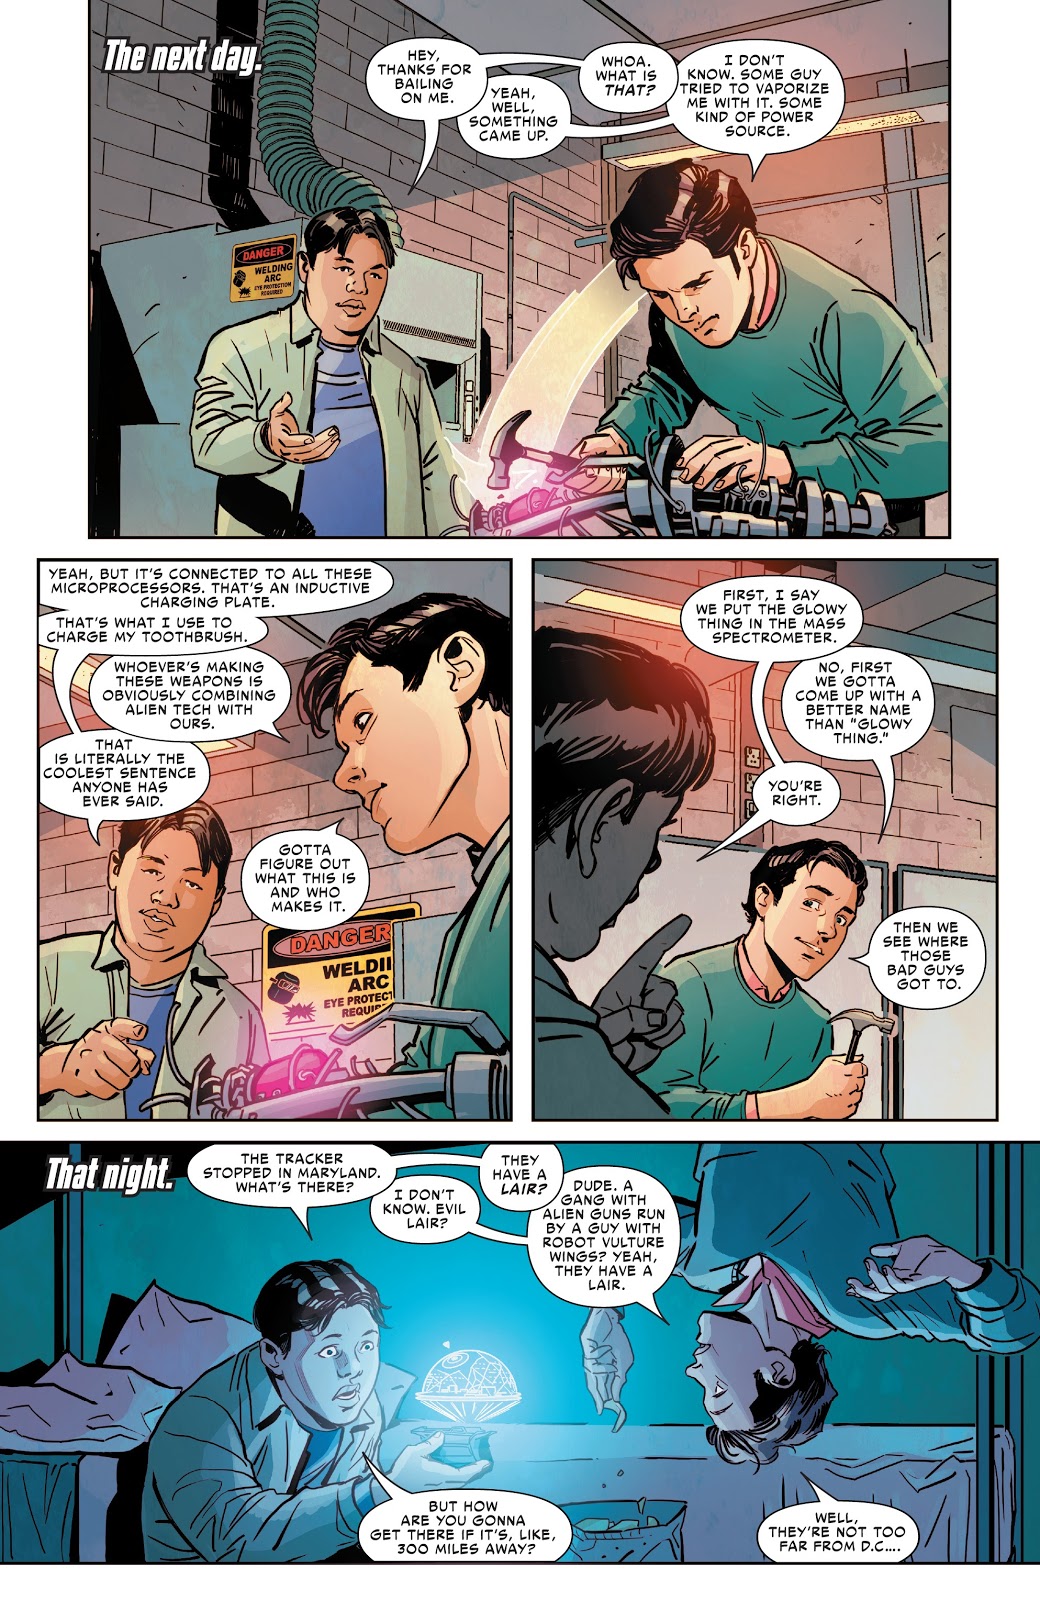 The next day.
HEY,
THANKS FOR
BAILING
ON ME.
YEAH,
WELL,
SOMETHING
CAME UP.
WHOA.
WHAT IS
THAT?
I DON'T
KNOW. SOME GUY
TRIED TO VAPORIZE
ME WITH IT. SOME
KIND OF POWER
SOURCE.
DANGER
WELDING
ARC
EYE PROTECTION
REQUIRED
YEAH, BUT IT'S CONNECTED TO ALL THESE
MICROPROCESSORS. THAT'S AN INDUCTIVE
CHARGING PLATE.
THAT'S WHAT I USE TO
CHARGE MY TOOTHBRUSH.
WHOEVER'S MAKING
THESE WEAPONS IS
OBVIOUSLY COMBINING
ALIEN TECH WITH
OURS.
THAT
IS LITERALLY THE
COOLEST SENTENCE
ANYONE HAS
EVER SAID.
GOTTA
FIGURE OUT
WHAT THIS IS
AND WHO
MAKES IT.
DANGER
WELDI
ARC
EYE PROTECT
REQUIR
FIRST, I SAY
WE PUT THE GLOWY
THING IN THE MASS
SPECTROMETER.
NO, FIRST
WE GOTTA
COME UP WITH A
BETTER NAME
THAN "GLOWY
THING."
YOU'RE
RIGHT.
THEN WE
SEE WHERE
THOSE
BAD GUYS
GOT TO.
That night.
THE TRACKER
STOPPED IN MARYLAND.
WHAT'S THERE?
I DON'T
KNOW. EVIL
LAIR?
THEY
HAVE A
LAIR?
DUDE. A
GANG WITH
ALIEN GUNS RUN
BY A GUY WITH
ROBOT VULTURE
WINGS? YEAH,
THEY HAVE A
LAIR.
BUT HOW
ARE YOU GONNA
GET THERE IF IT'S, LIKE,
300 MILES AWAY?
WELL,
THEY'RE NOT TOO
FAR FROM D.C....